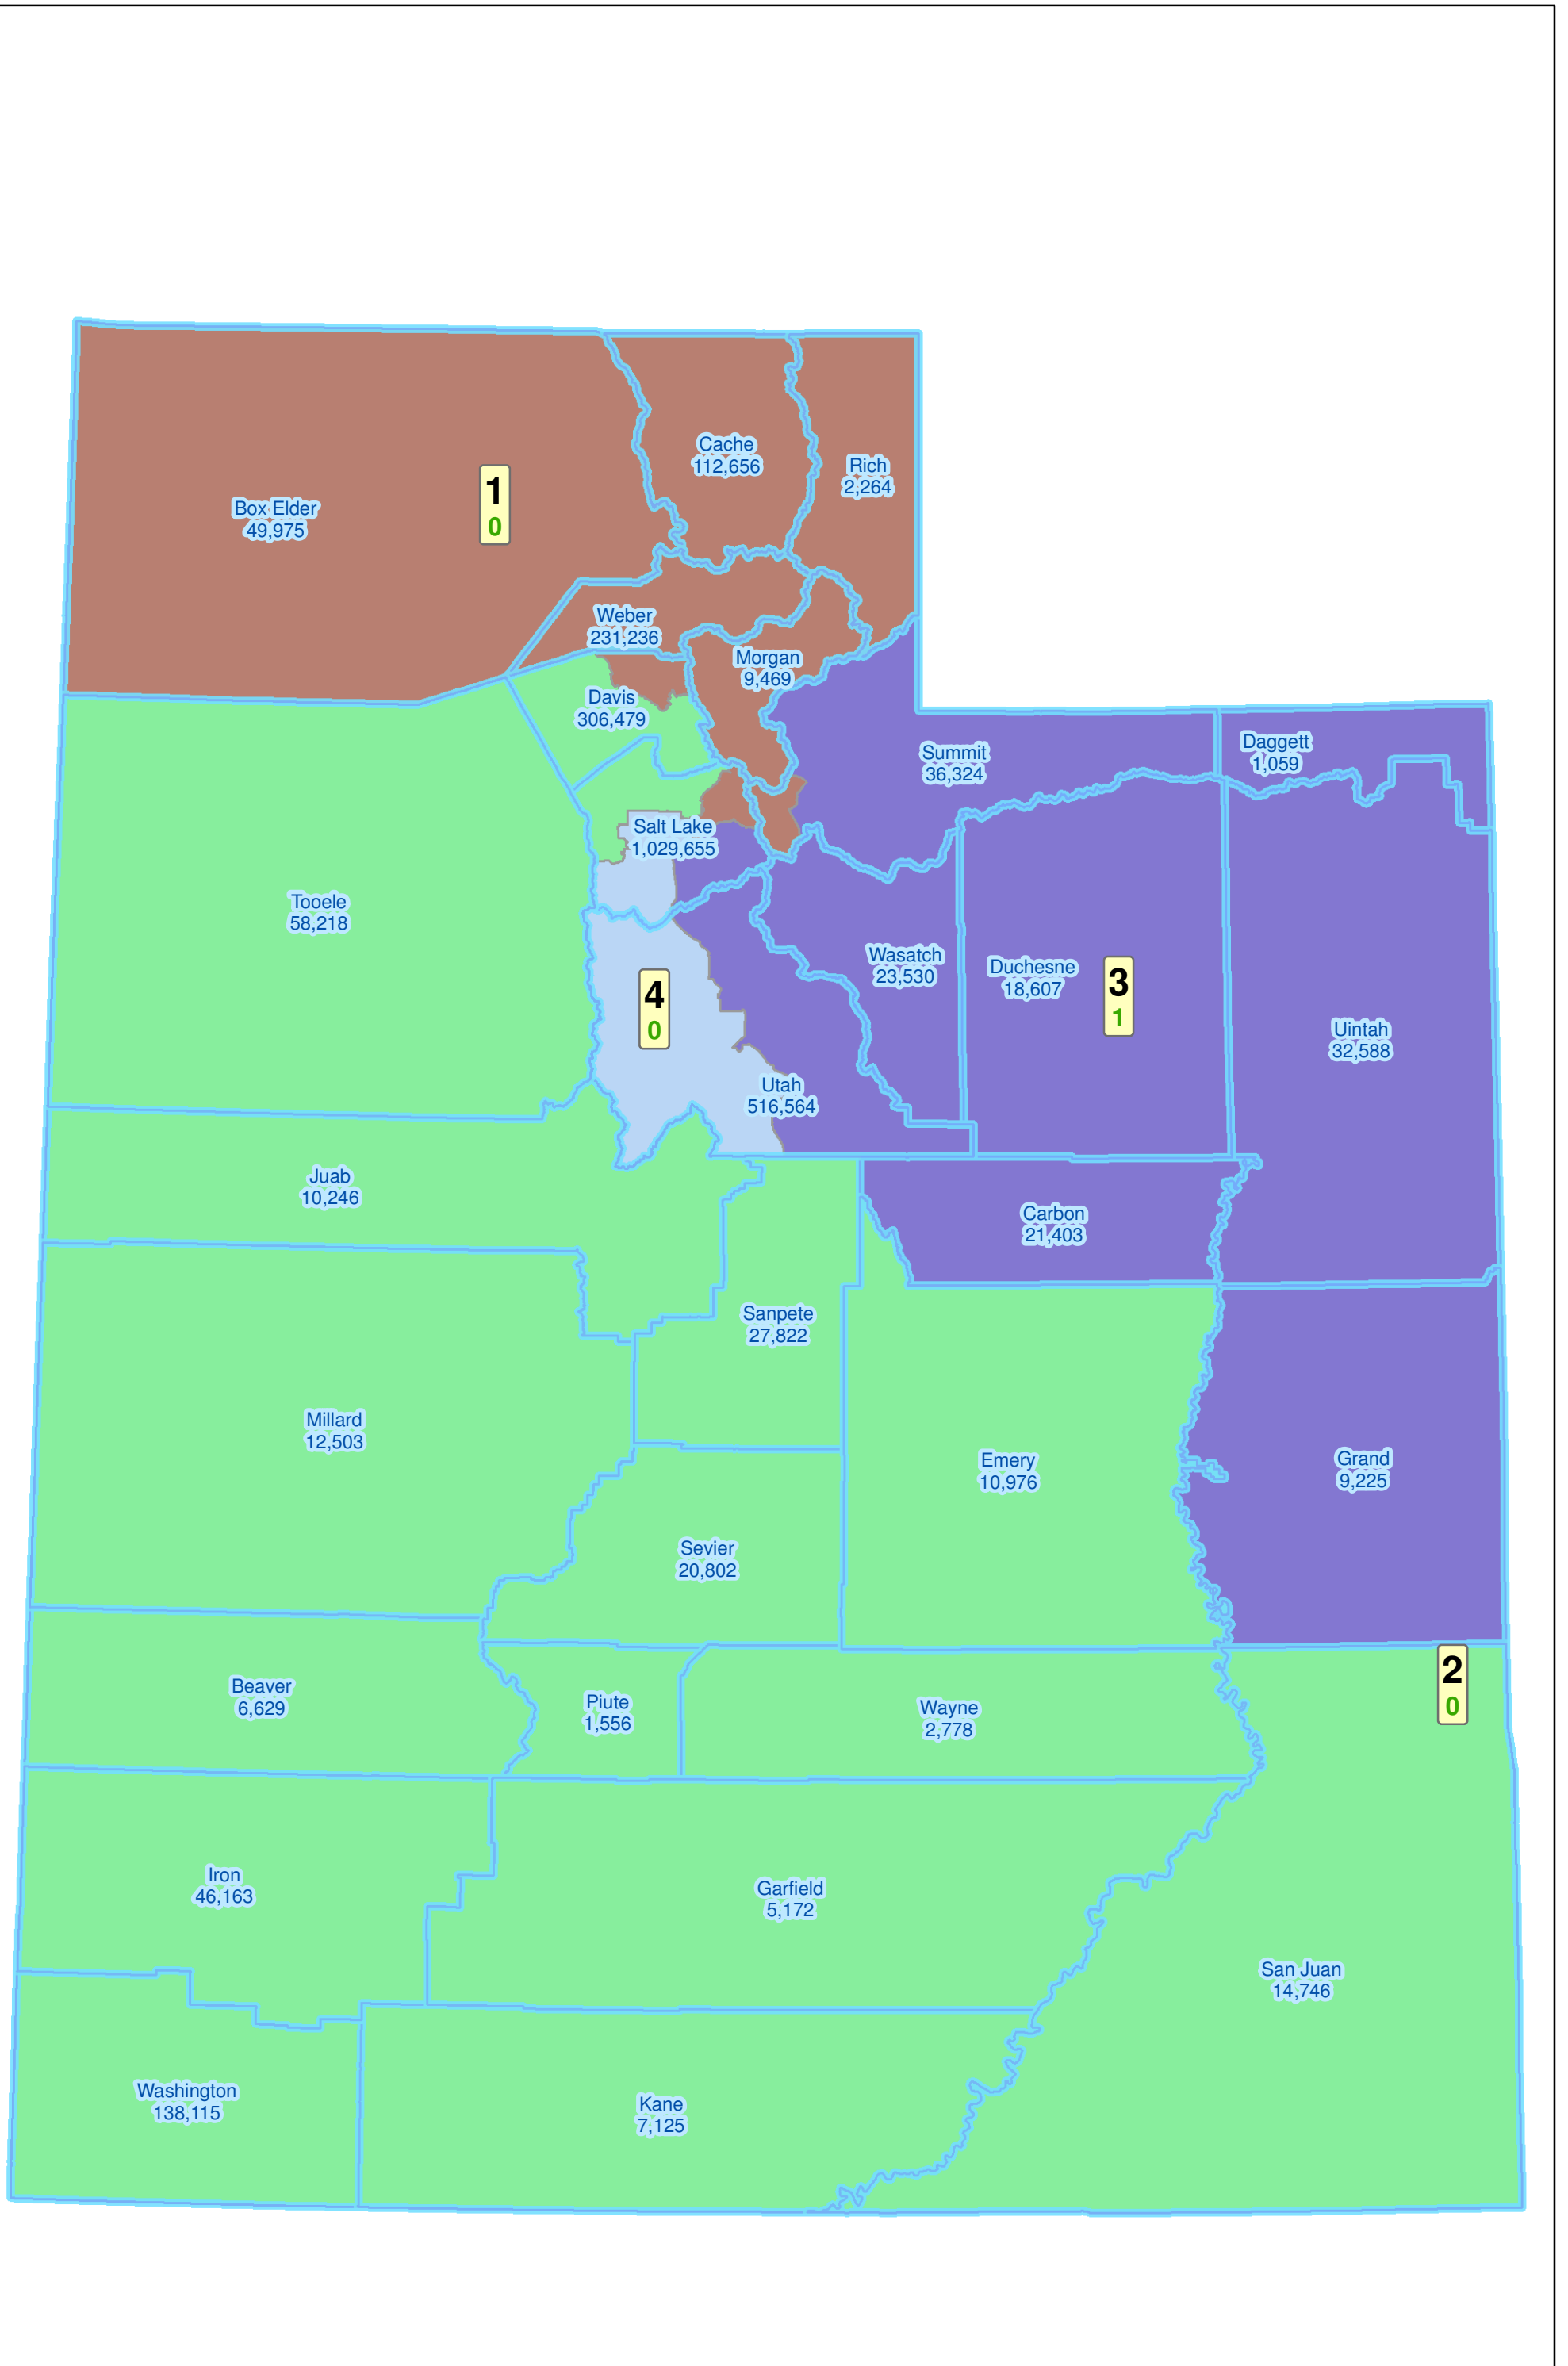 Cache
112,656
Rich
2,264
Box Elder
49,975
1
0
Weber
231,236
Morgan
9,469
Davis
306,479
Summit
36,324
Daggett
1,059
Salt Lake
1,029,655
Tooele
58,218
Wasatch
23,530
Duchesne
18,607
3
1
4
0
Uintah
32,588
Utah
516,564
Juab
10,246
Carbon
21,403
Sanpete
27,822
Millard
12,503
Emery
10,976
Grand
9,225
Sevier
20,802
2
0
Beaver
6,629
Piute
1,556
Wayne
2,778
Iron
46,163
Garfield
5,172
San Juan
14,746
Washington
138,115
Kane
7,125